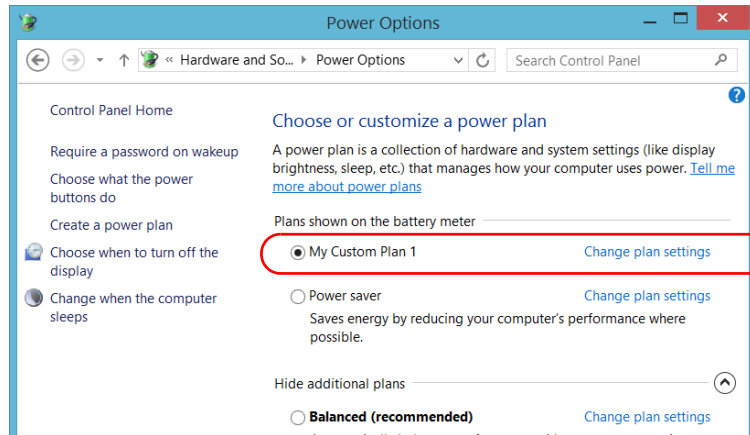 Power Options
« Hardware and So... Power Options
Search Control Panel
Control Panel Home
Require a password on wakeup
Choose what the power
buttons do
Create a power plan
Choose when to turn off the
display
Change when the computer
sleeps
Choose or customize a power plan
A power plan is a collection of hardware and system settings (like display
brightness, sleep, etc.) that manages how your computer uses power. Tell me
more about power plans
Plans shown on the battery meter
My Custom Plan 1 Change plan settings
Power saver Change plan settings
Saves energy by reducing your computer's performance where
possible.
Hide additional plans
Balanced (recommended) Change plan settings